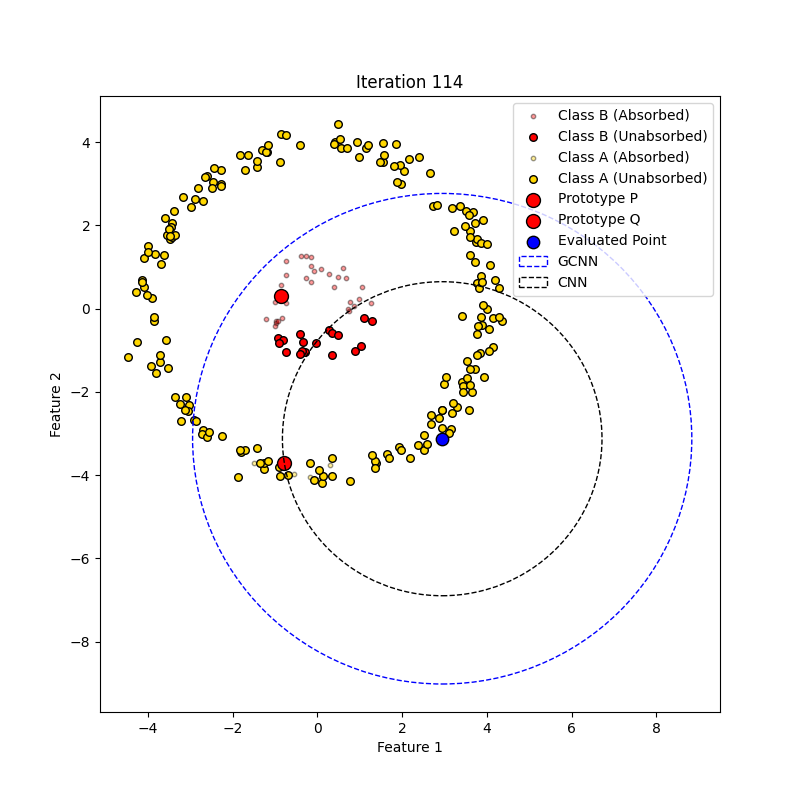 Iteration 114
Class B (Absorbed)
Class B (Unabsorbed)
Class A (Absorbed)
Class A (Unabsorbed)
Prototype P
Prototype Q
Evaluated Point
GCNN
CNN
4
2
0
−2
−4
−6
−8
Feature 2
−4 −2 0 2 4 6 8
Feature 1